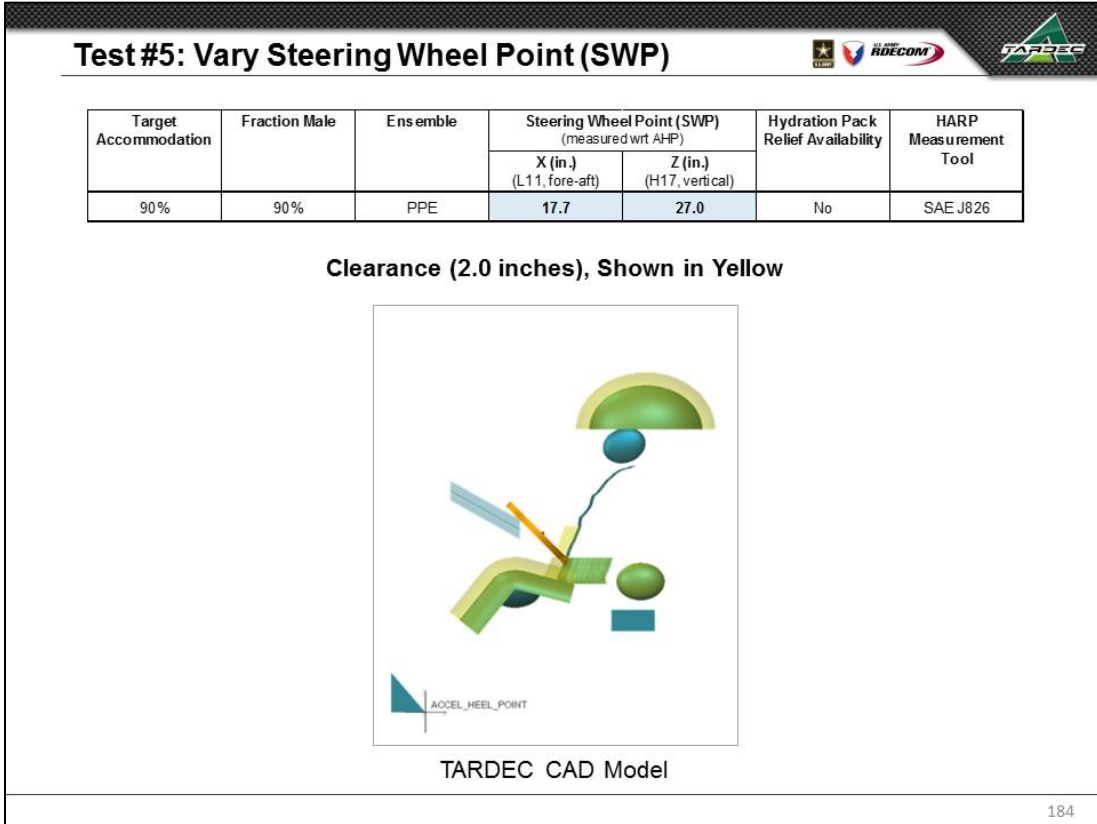 Test #5: Vary Steering Wheel Point (SWP)
U.S. ARMY
U.S. ARMY
RDECOM
TARDEC
Target Accommodation
Fraction Male
Ensemble
Steering Wheel Point (SWP)
(measured wrt AHP)
Hydration Pack Relief Availability
HARP Measurement Tool
X (in.)
(L11, fore-aft)
Z (in.)
(H17, vertical)
90%
90%
PPE
17.7
27.0
No
SAE J826
Clearance (2.0 inches), Shown in Yellow
ACCEL_HEEL_POINT
TARDEC CAD Model
184